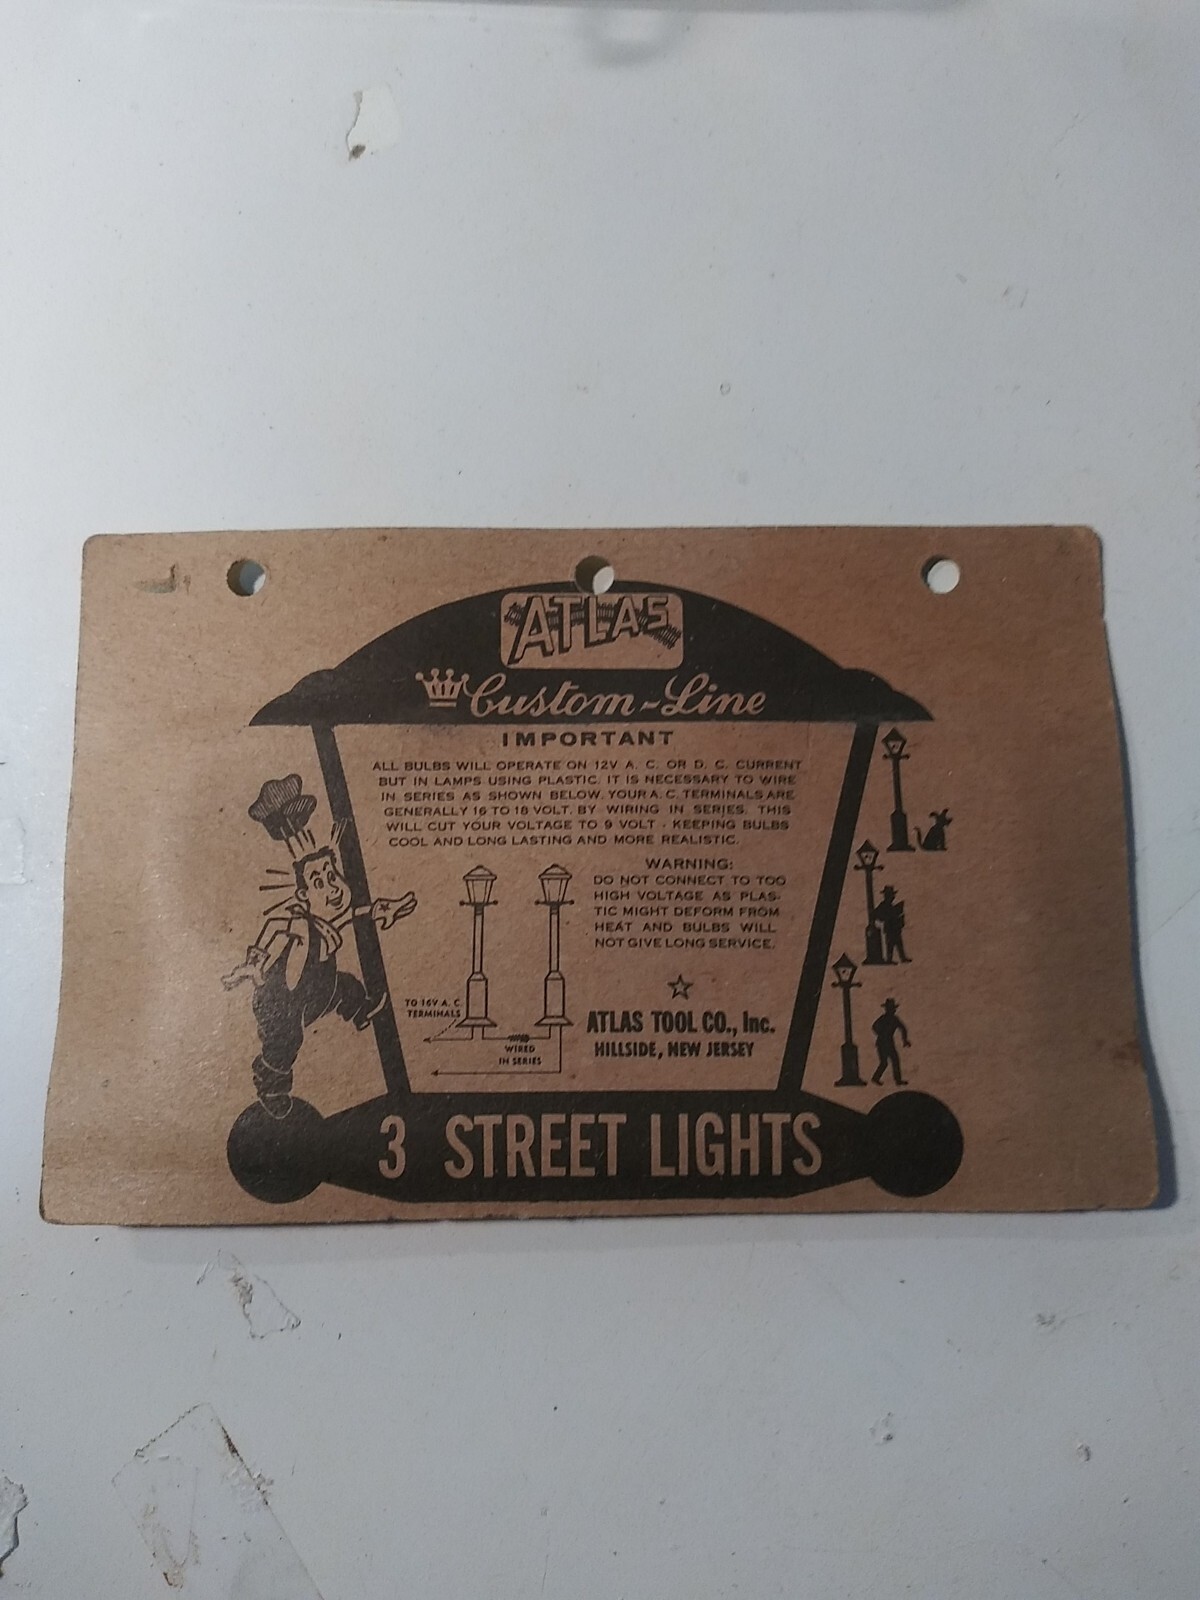 ATLAS
Custom-Line
IMPORTANT
ALL BULBS WILL OPERATE ON 12V A. C. OR D. C. CURRENT
BUT IN LAMPS USING PLASTIC. IT IS NECESSARY TO WIRE
IN SERIES AS SHOWN BELOW. YOUR A. C. TERMINALS ARE
GENERALLY 16 TO 18 VOLT. BY WIRING IN SERIES. THIS
WILL CUT YOUR VOLTAGE TO 9 VOLT - KEEPING BULBS
COOL AND LONG LASTING AND MORE REALISTIC.
WARNING:
DO NOT CONNECT TO TOO
HIGH VOLTAGE AS PLAS-
TIC MIGHT DEFORM FROM
HEAT AND BULBS WILL
NOT GIVE LONG SERVICE.
TO 16V A. C.
TERMINALS
WIRED
IN SERIES
ATLAS TOOL CO., Inc.
HILLSIDE, NEW JERSEY
3 STREET LIGHTS